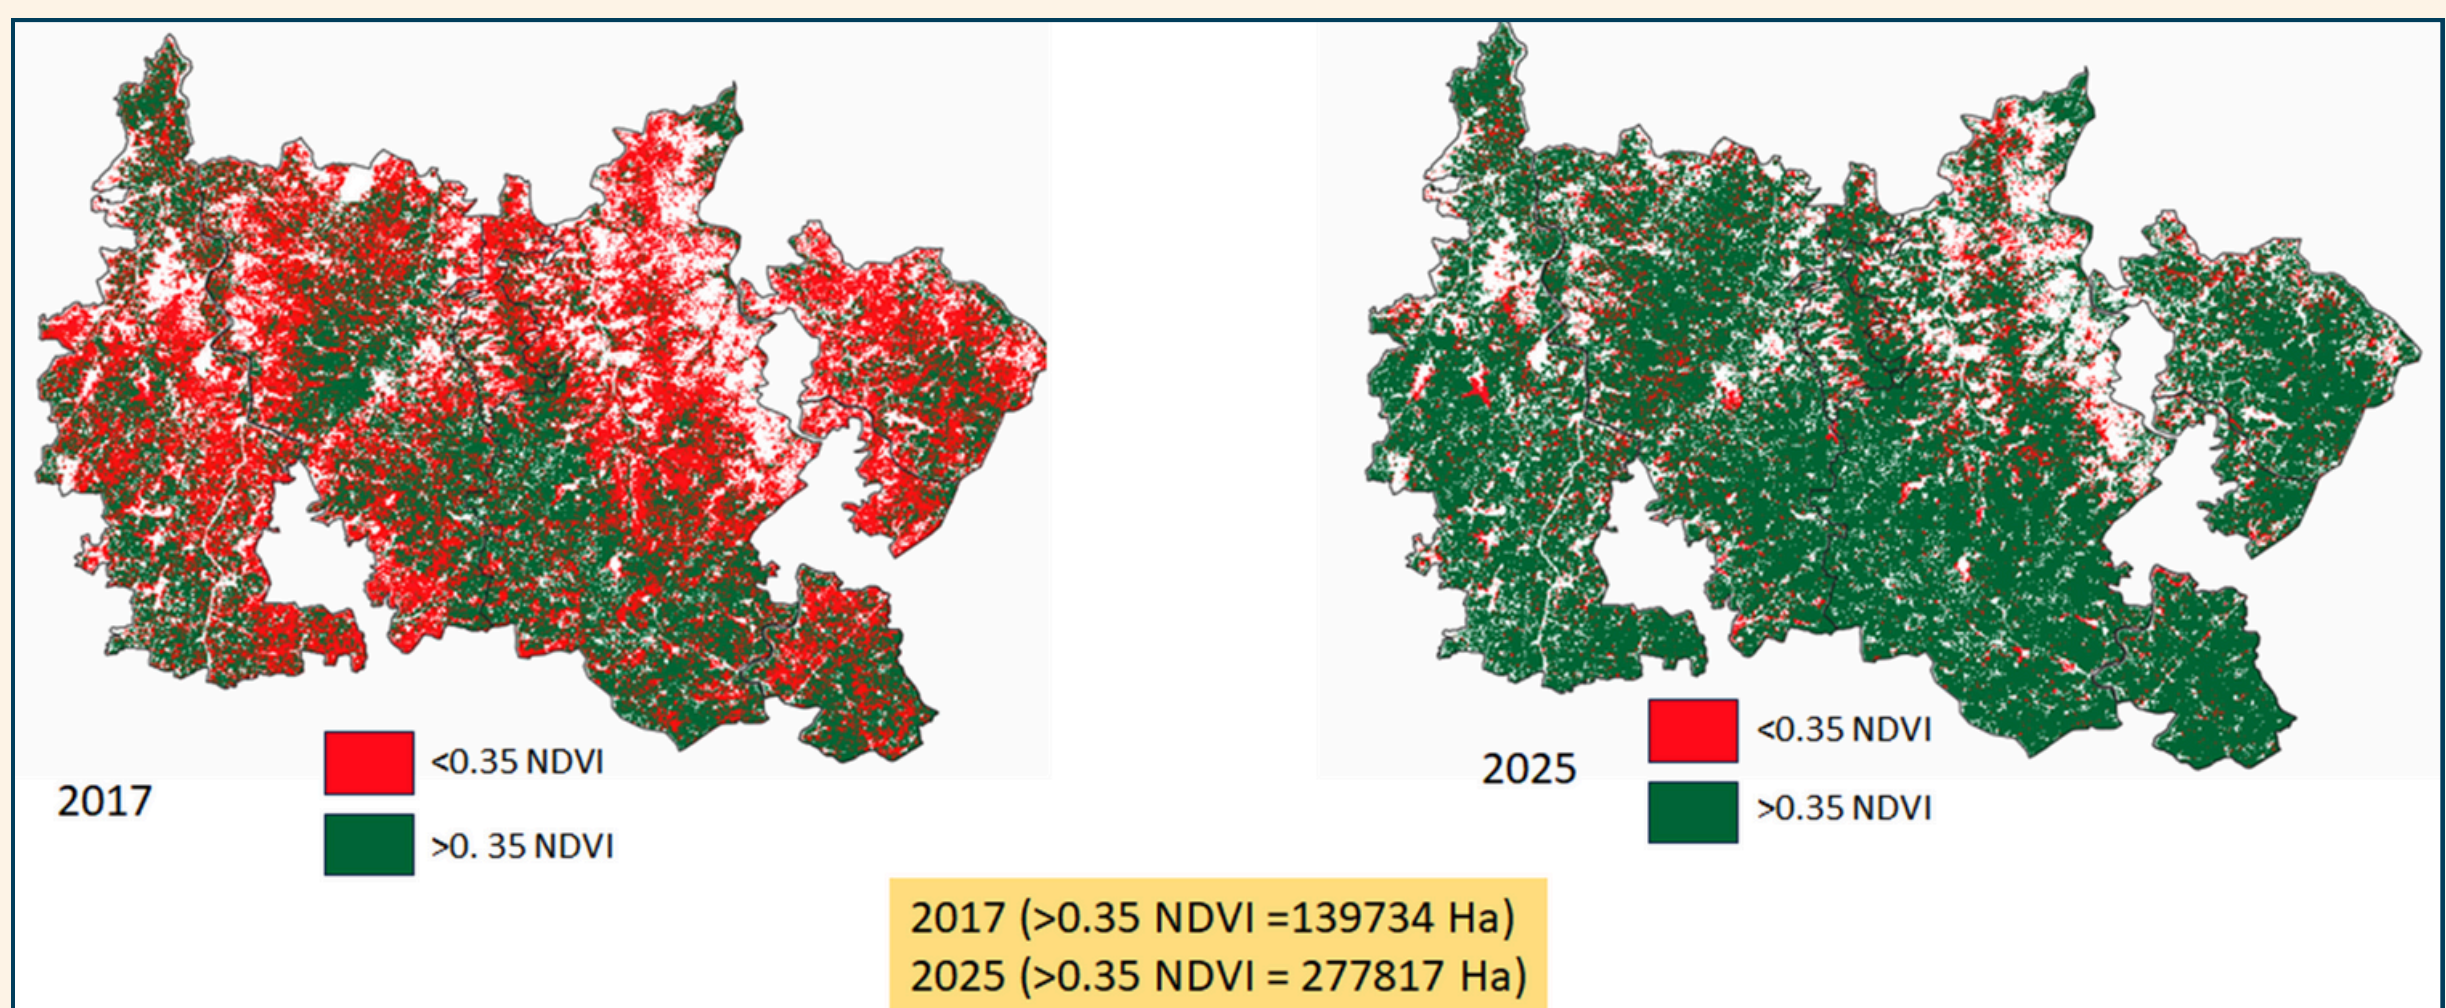 2017
<0.35 NDVI
>0. 35 NDVI
2025
<0.35 NDVI
>0.35 NDVI
2017 (>0.35 NDVI =139734 Ha)
2025 (>0.35 NDVI = 277817 Ha)